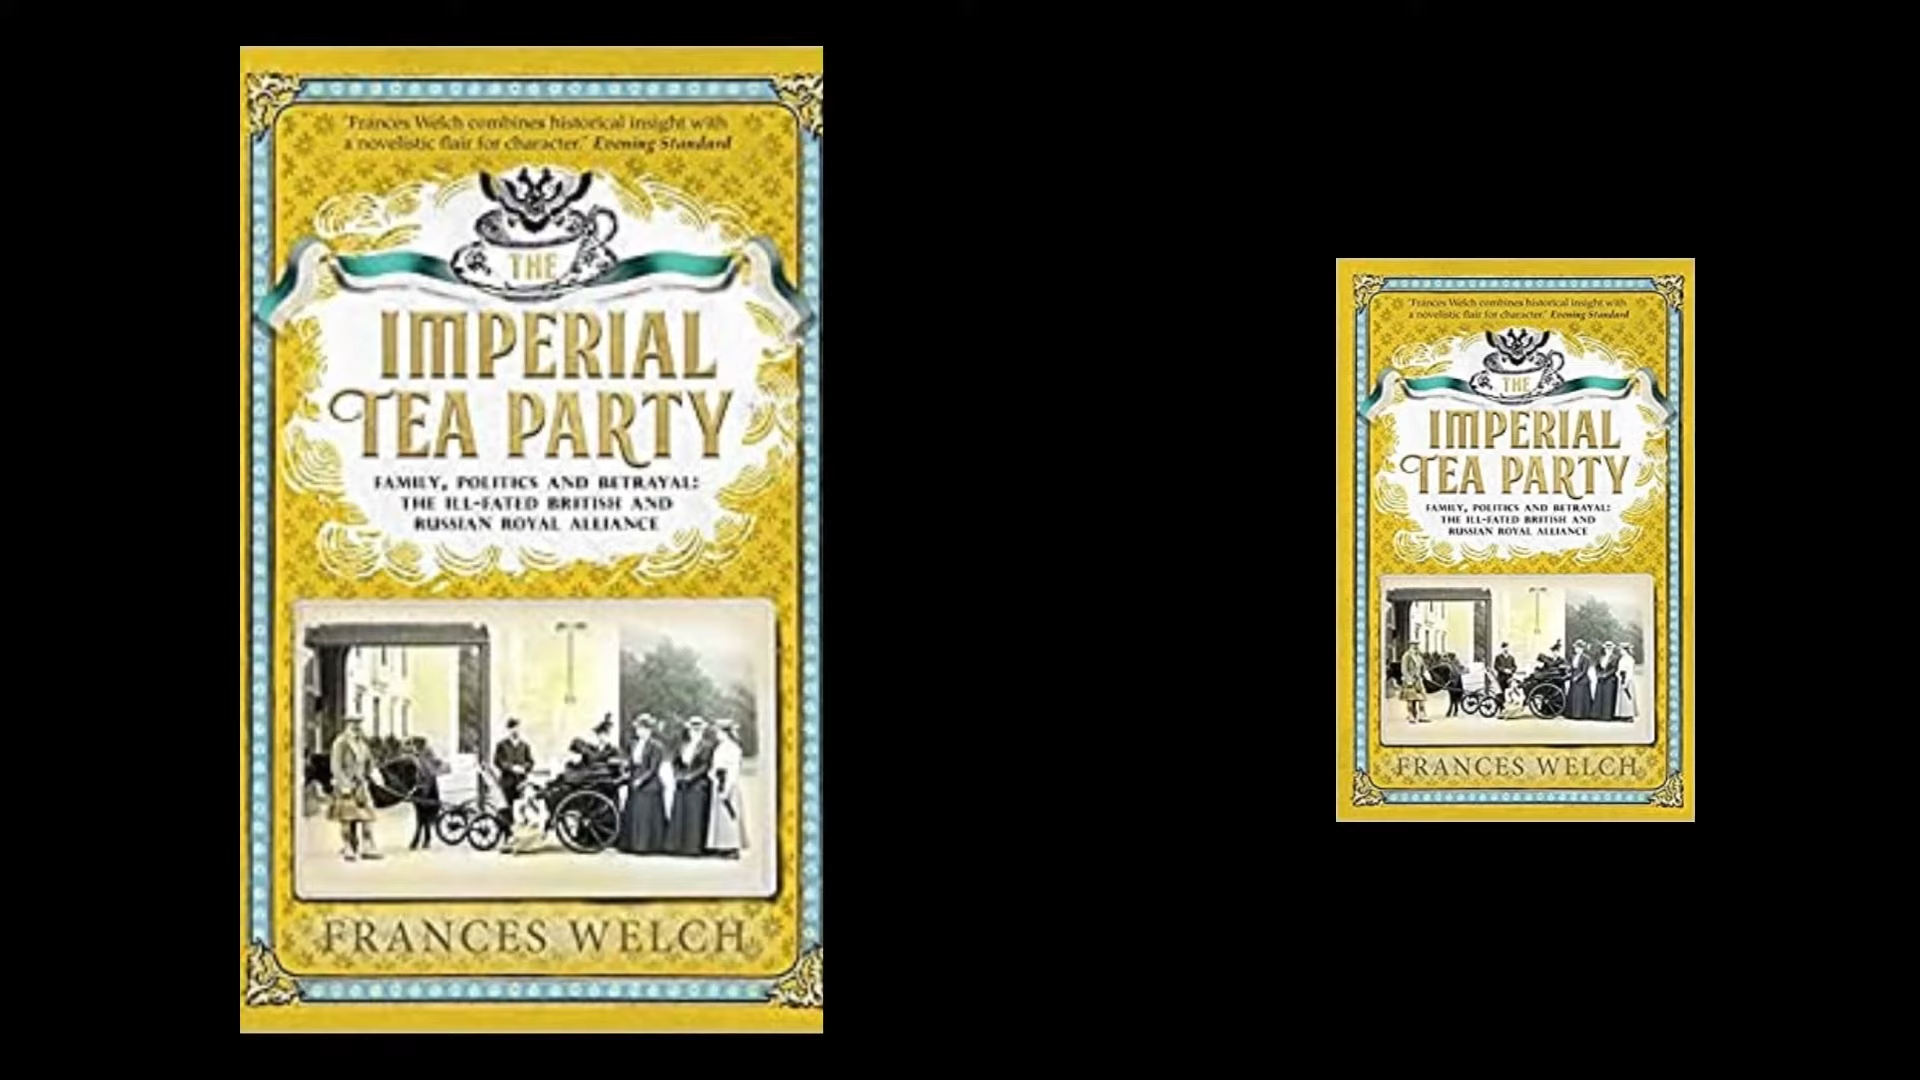 'Frances Welch combines historical insight with
a novelistic flair for character.' Evening Standard
THE
IMPERIAL
TEA PARTY
FAMILY, POLITICS AND BETRAYAL:
THE ILL-FATED BRITISH AND
RUSSIAN ROYAL ALLIANCE
FRANCES WELCH
'Frances Welch combines historical insight with
a novelistic flair for character.' Evening Standard
THE
IMPERIAL
TEA PARTY
FAMILY, POLITICS AND BETRAYAL:
THE ILL-FATED BRITISH AND
RUSSIAN ROYAL ALLIANCE
FRANCES WELCH